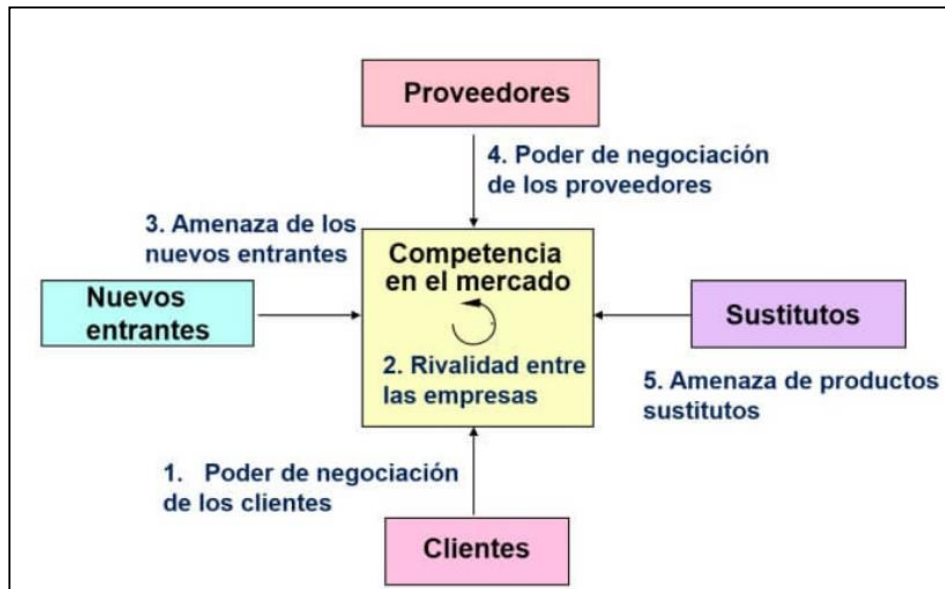 Proveedores
4. Poder de negociación
de los proveedores
3. Amenaza de los
nuevos entrantes
Competencia
en el mercado
Nuevos
entrantes
Sustitutos
2. Rivalidad entre
las empresas
5. Amenaza de productos
sustitutos
1. Poder de negociación
de los clientes
Clientes